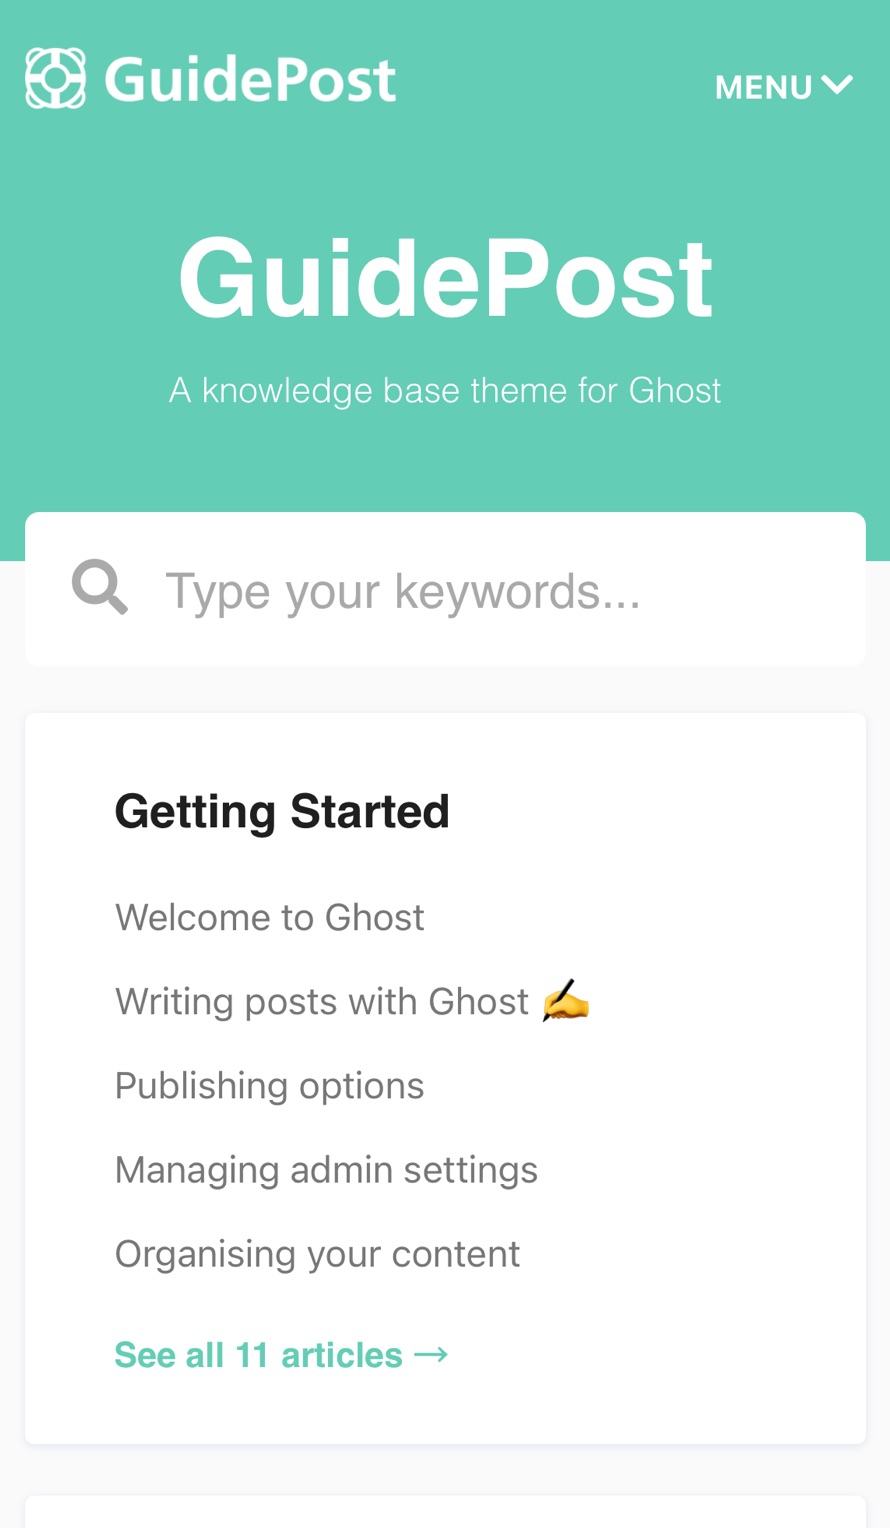 GuidePost
MENU
GuidePost
A knowledge base theme for Ghost
Type your keywords...
Getting Started
Welcome to Ghost
Writing posts with Ghost ✍️
Publishing options
Managing admin settings
Organising your content
See all 11 articles →